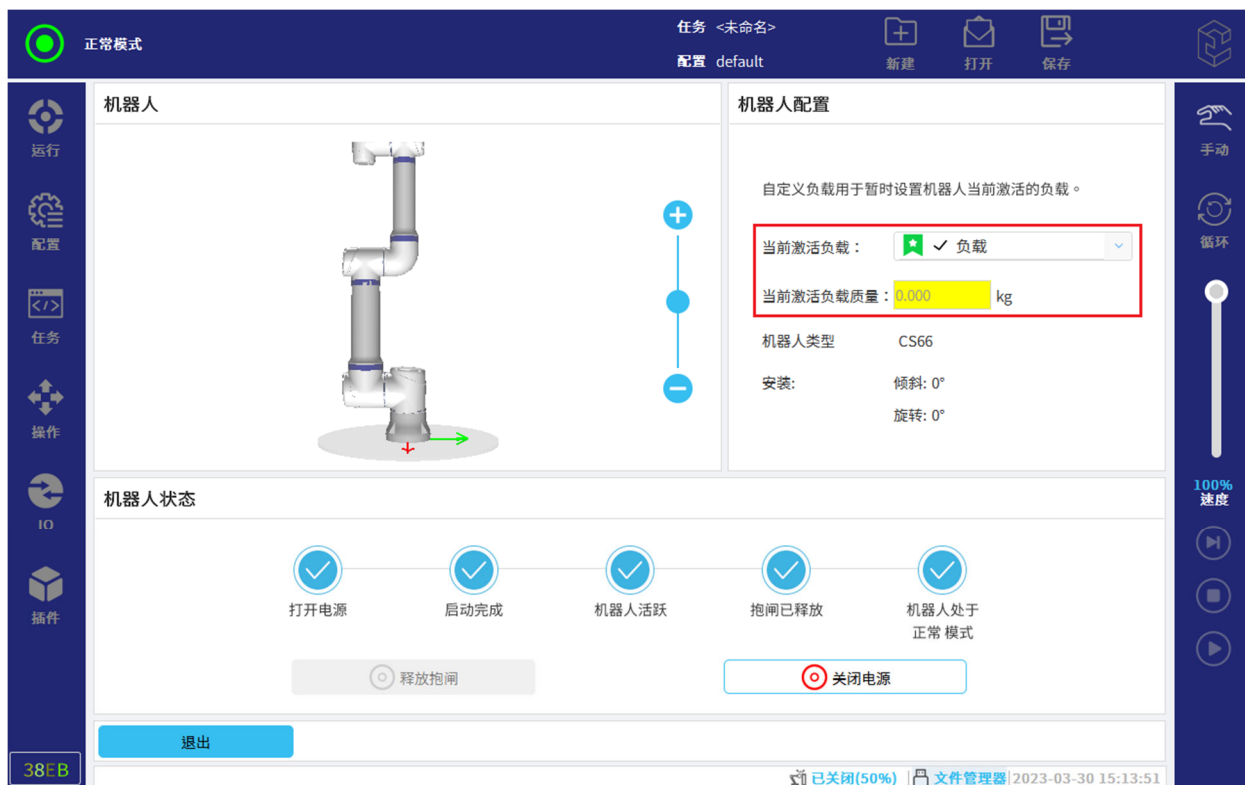 正常模式
任务 <未命名>
配置 default
新建
打开
保存
运行
配置
任务
操作
IO
插件
38EB
机器人
机器人配置
自定义负载用于暂时设置机器人当前激活的负载。
当前激活负载： 负载
当前激活负载质量：0.000 kg
机器人类型 CS66
安装: 倾斜: 0°
旋转: 0°
机器人状态
打开电源
启动完成
机器人活跃
抱闸已释放
机器人处于
正常 模式
释放抱闸
关闭电源
退出
已关闭(50%) | 文件管理器|2023-03-30 15:13:51
手动
循环
100%
速度